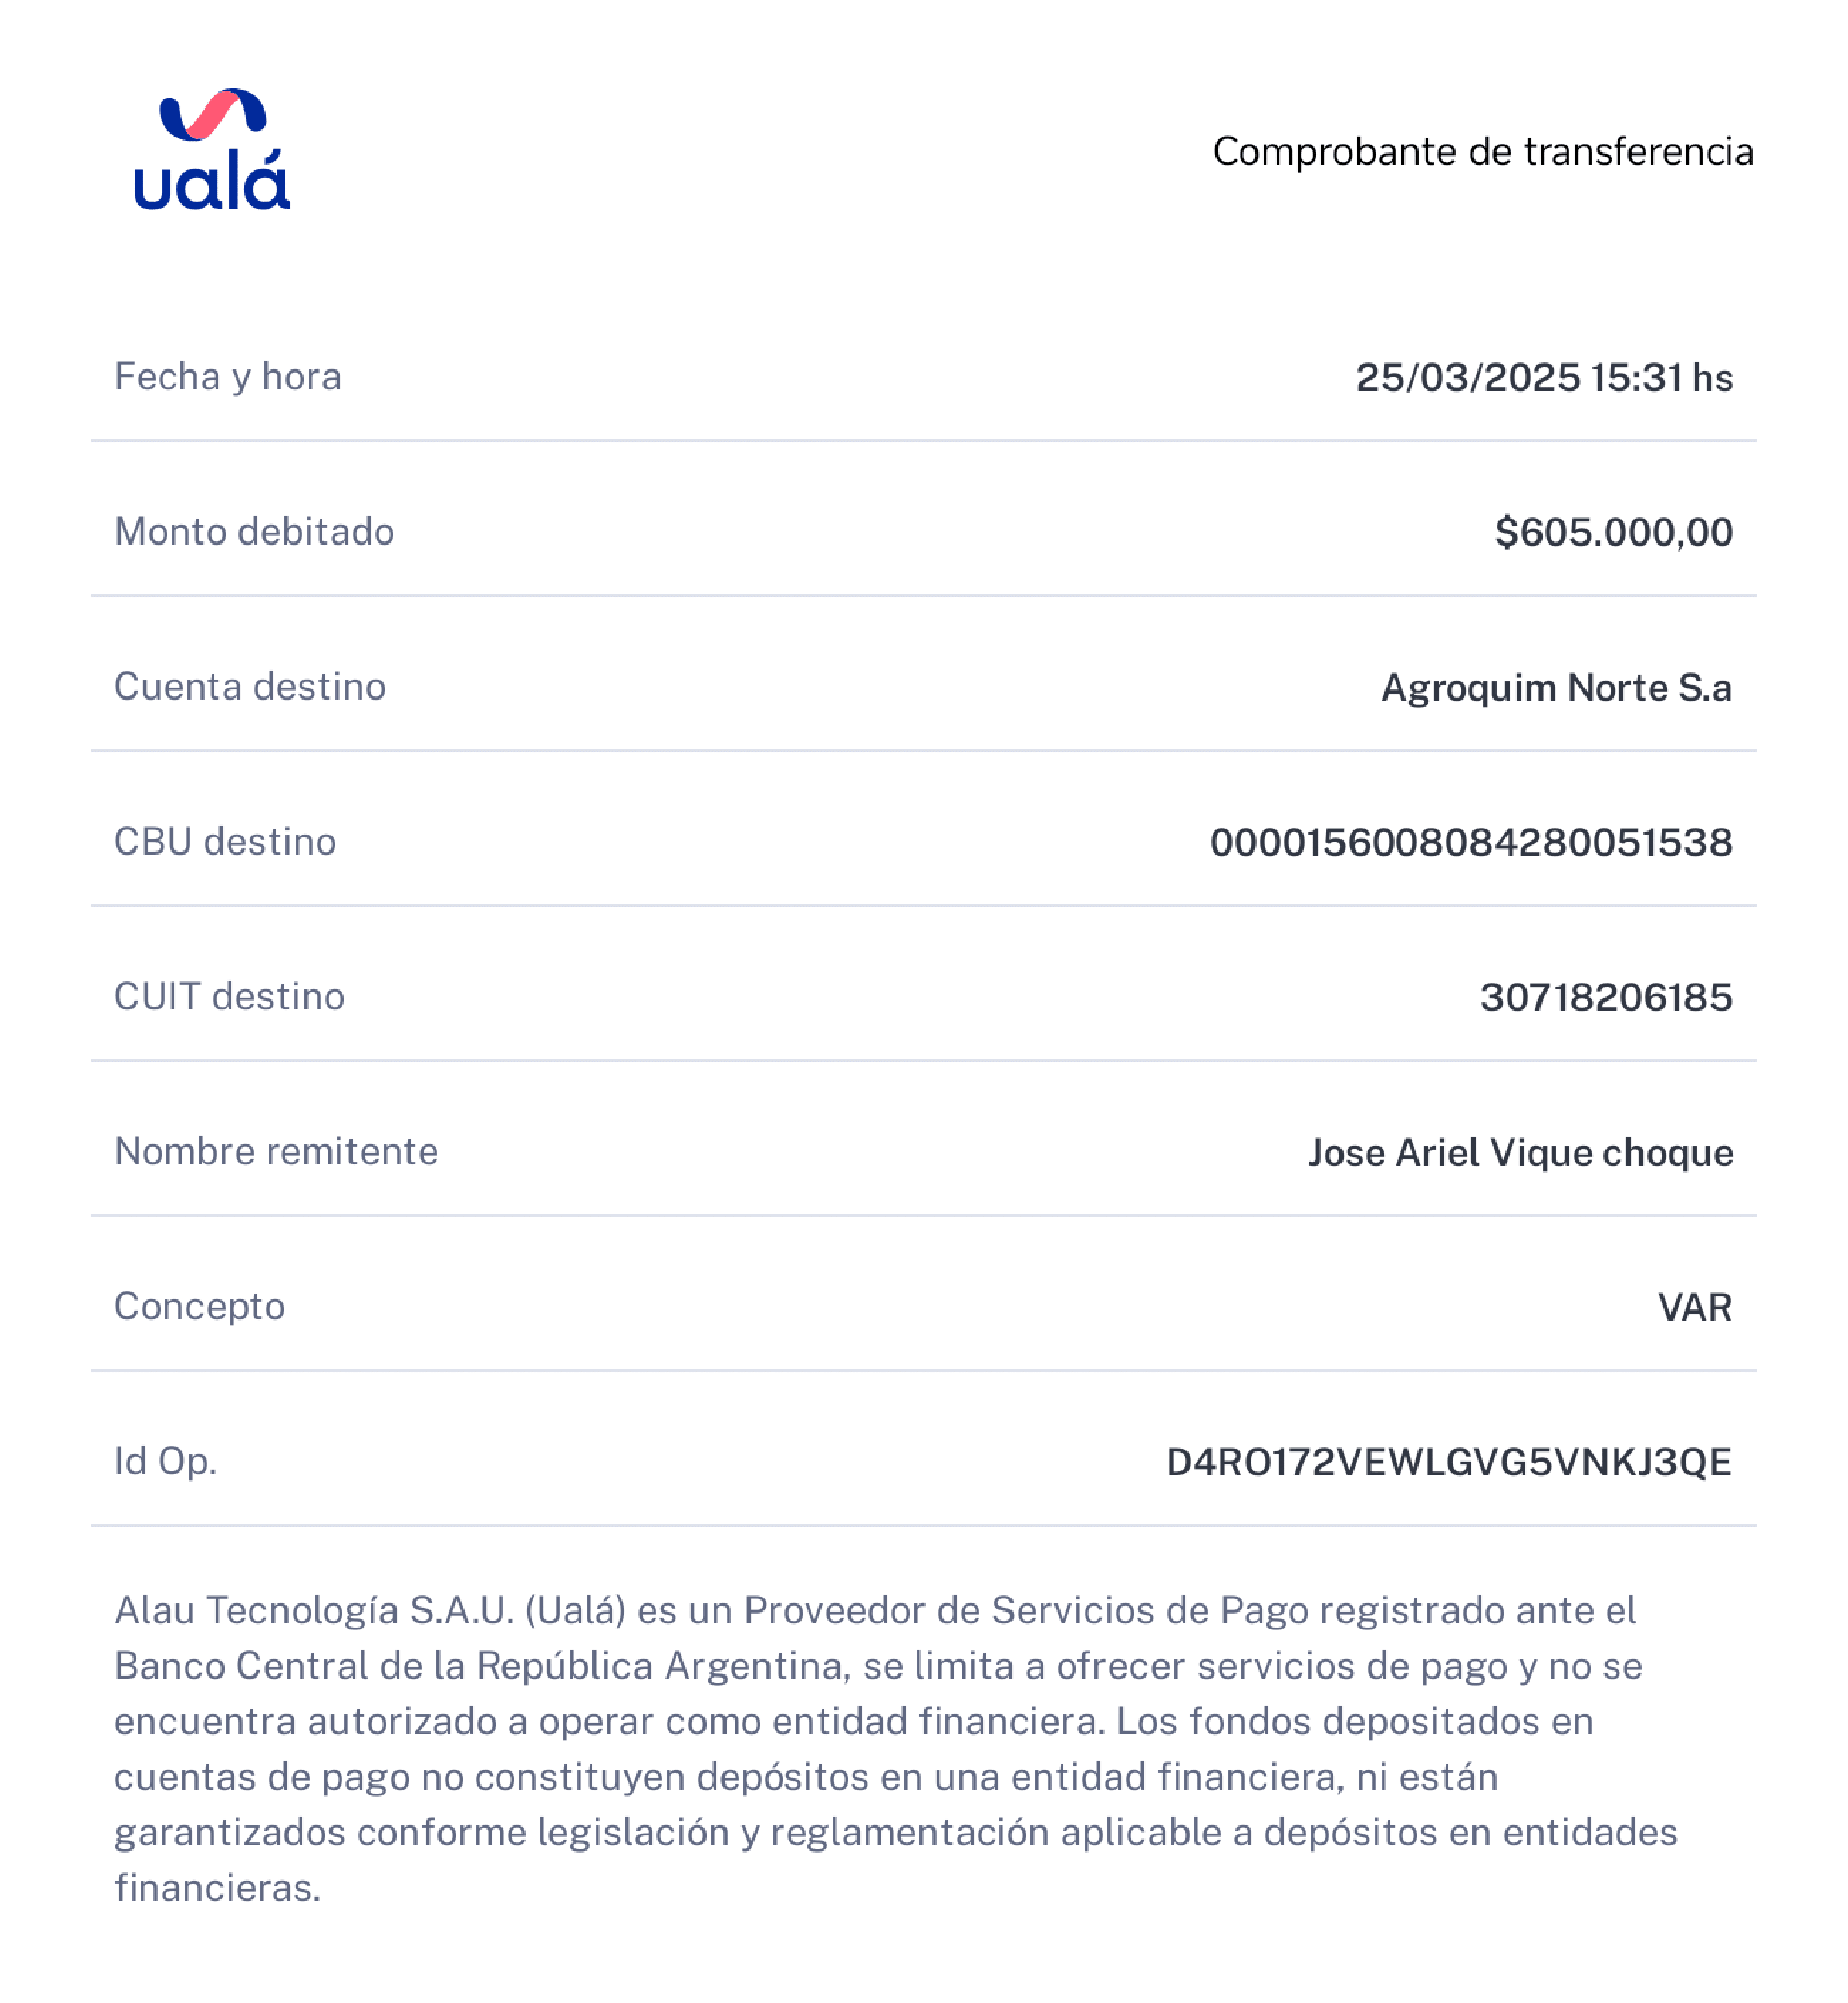 ualá
Comprobante de transferencia
Fecha y hora 25/03/2025 15:31 hs
Monto debitado $605.000,00
Cuenta destino Agroquim Norte S.a
CBU destino 0000156008084280051538
CUIT destino 30718206185
Nombre remitente Jose Ariel Vique choque
Concepto VAR
Id Op. D4RO172VEWLGVG5VNKJ3QE
Alau Tecnología S.A.U. (Ualá) es un Proveedor de Servicios de Pago registrado ante el
Banco Central de la República Argentina, se limita a ofrecer servicios de pago y no se
encuentra autorizado a operar como entidad financiera. Los fondos depositados en
cuentas de pago no constituyen depósitos en una entidad financiera, ni están
garantizados conforme legislación y reglamentación aplicable a depósitos en entidades
financieras.